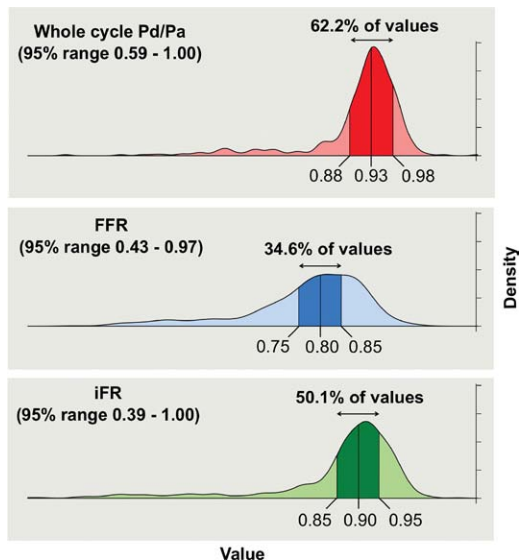 Whole cycle Pd/Pa
(95% range 0.59 - 1.00)
62.2% of values
0.88 0.93 0.98
FFR
(95% range 0.43 - 0.97)
34.6% of values
0.75 0.80 0.85
Density
iFR
(95% range 0.39 - 1.00)
50.1% of values
0.85 0.90 0.95
Value